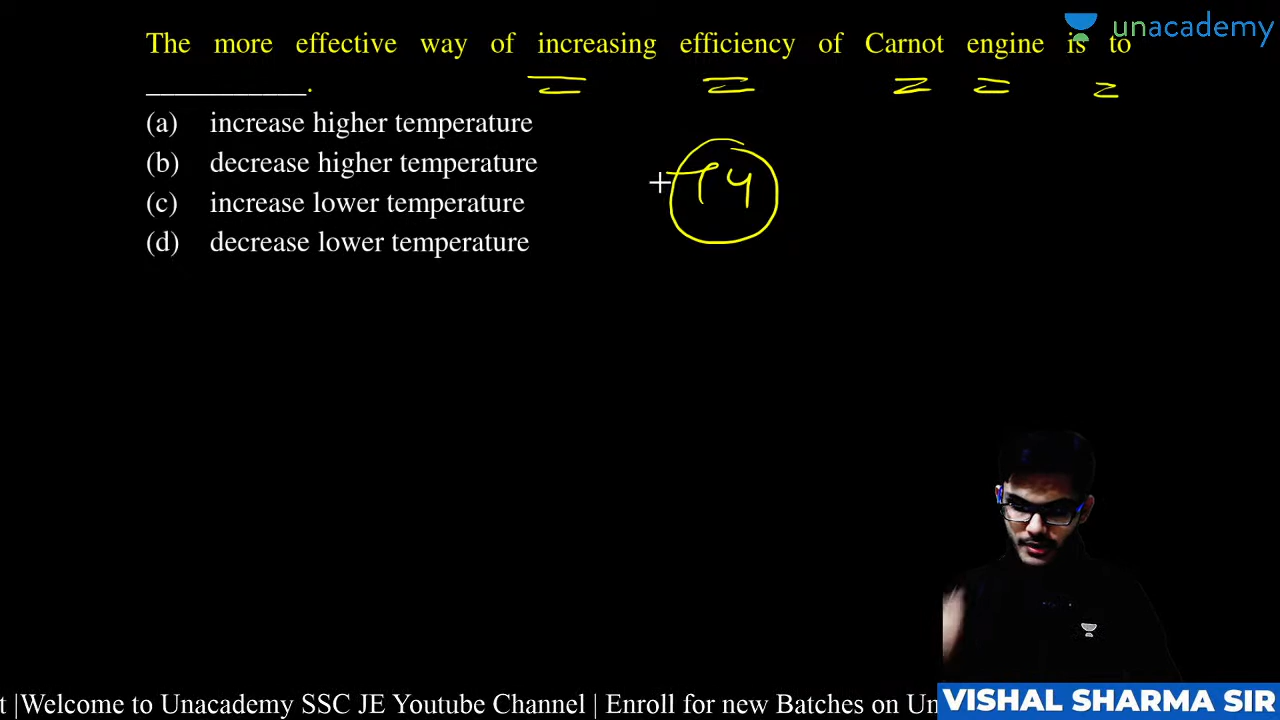 unacademy
The more effective way of increasing efficiency of Carnot engine is to
___________.
(a) increase higher temperature
(b) decrease higher temperature
(c) increase lower temperature
(d) decrease lower temperature
t |Welcome to Unacademy SSC JE Youtube Channel | Enroll for new Batches on Un
VISHAL SHARMA SIR